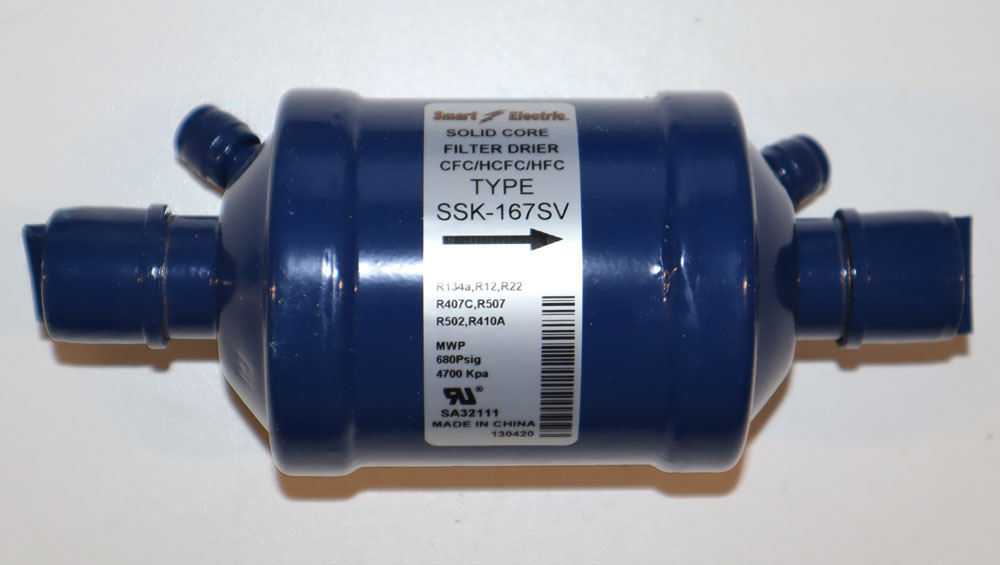 Smart Electric
SOLID CORE
FILTER DRIER
CFC/HCFC/HFC
TYPE
SSK-167SV
R134a,R12,R22
R407C,R507
R502,R410A
MWP
680Psig
4700 Kpa
RU®
SA32111
MADE IN CHINA
130420